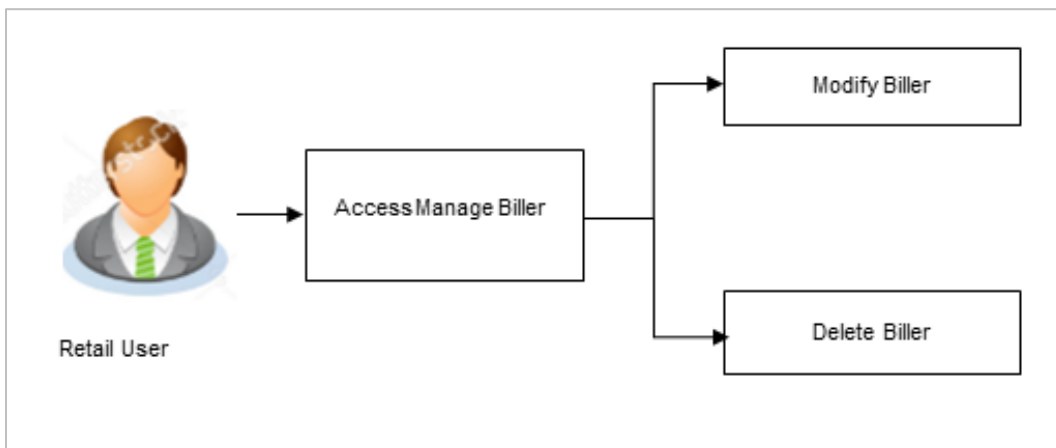 Modify Biller
Access Manage Biller
Delete Biller
Retail User